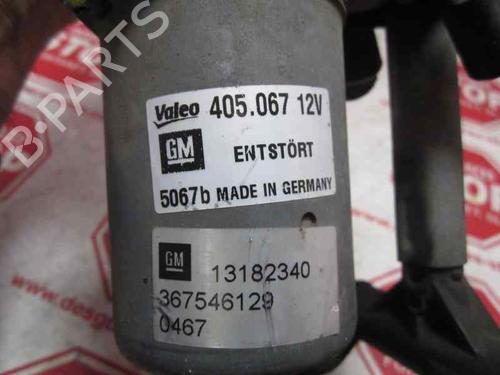 Valeo 405.067 12V
GM ENTSTÖRT
5067b MADE IN GERMANY
GM 13182340
367546129
0467
B-Parts